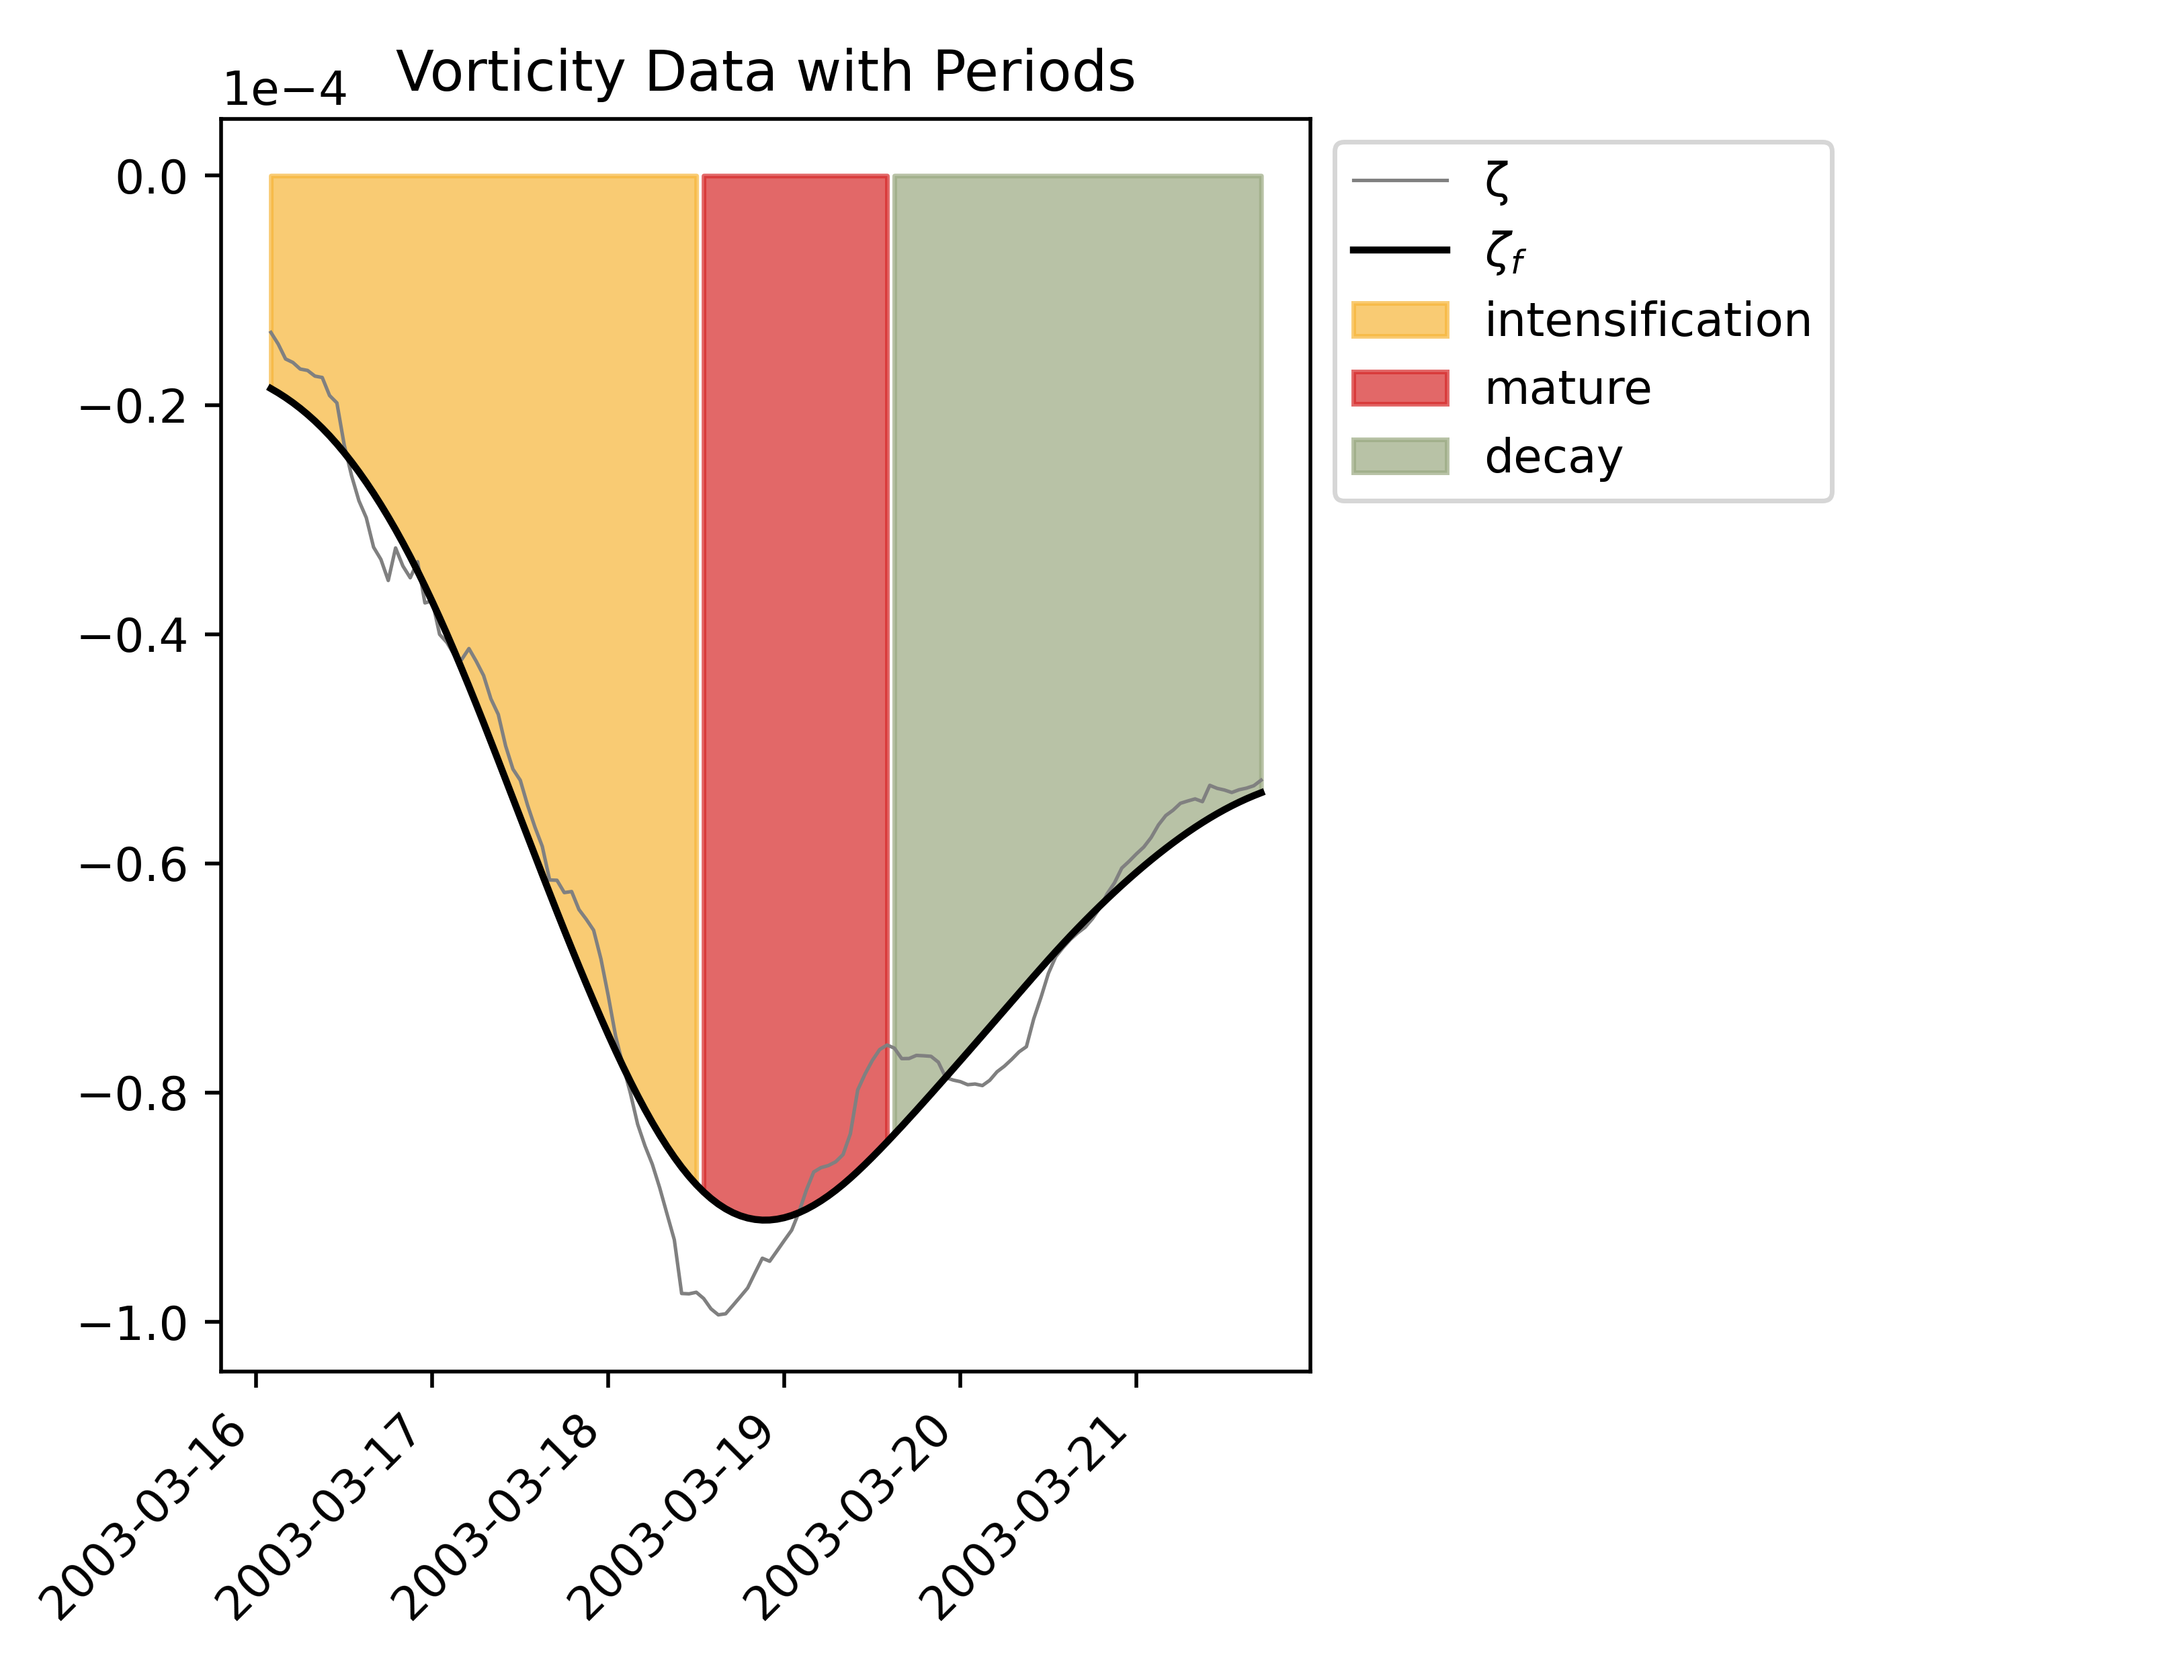 Vorticity Data with Periods
1e−4
0.0
−0.2
−0.4
−0.6
−0.8
−1.0
2003-03-16
2003-03-17
2003-03-18
2003-03-19
2003-03-20
2003-03-21
ζ
ζf
intensification
mature
decay